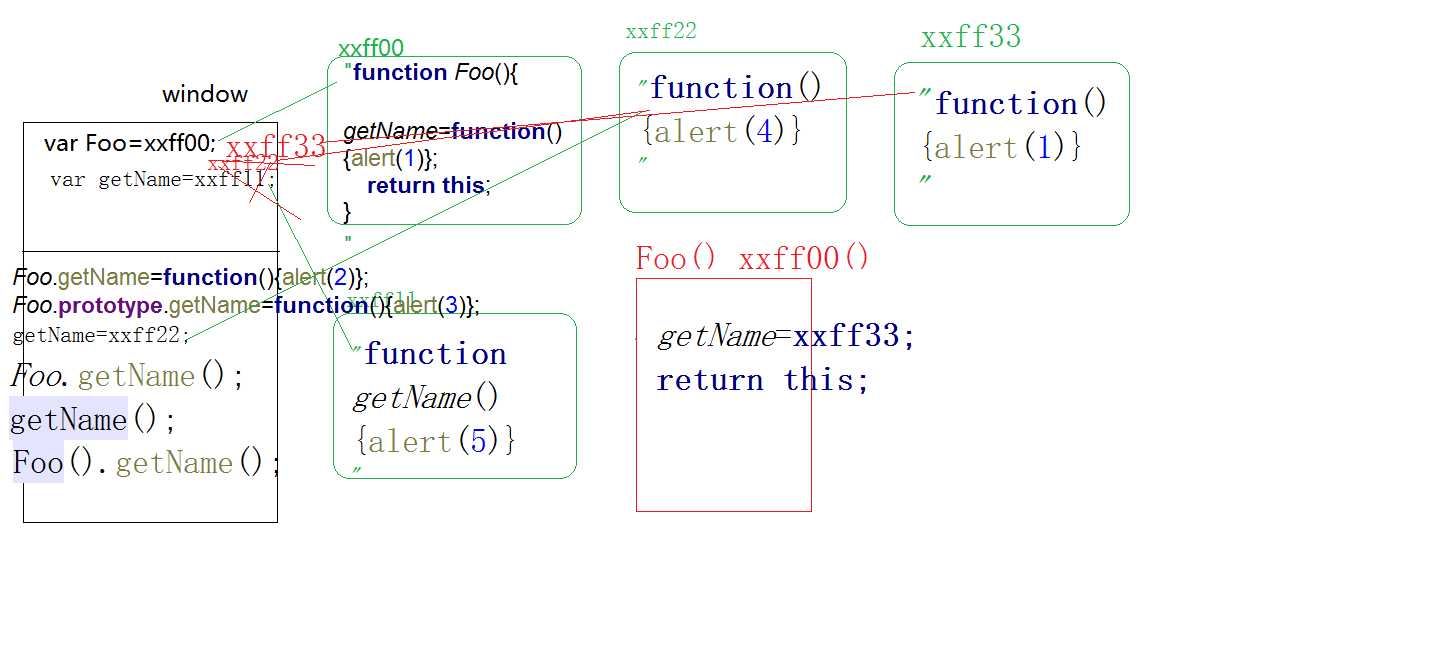 xxff00
"function Foo(){
getName=function()
{alert(1)};
return this;
}
"
xxff22
"function()
{alert(4)}
"
xxff33
"function()
{alert(1)}
"
window
var Foo=xxff00;
xxff33
xxff22
var getName=xxff11;
Foo.getName=function(){alert(2)};
Foo.prototype.getName=function(){alert(3)};
getName=xxff22;
Foo.getName();
getName();
Foo().getName();
xxff11
"function
getName()
{alert(5)}
"
Foo() xxff00()
getName=xxff33;
return this;